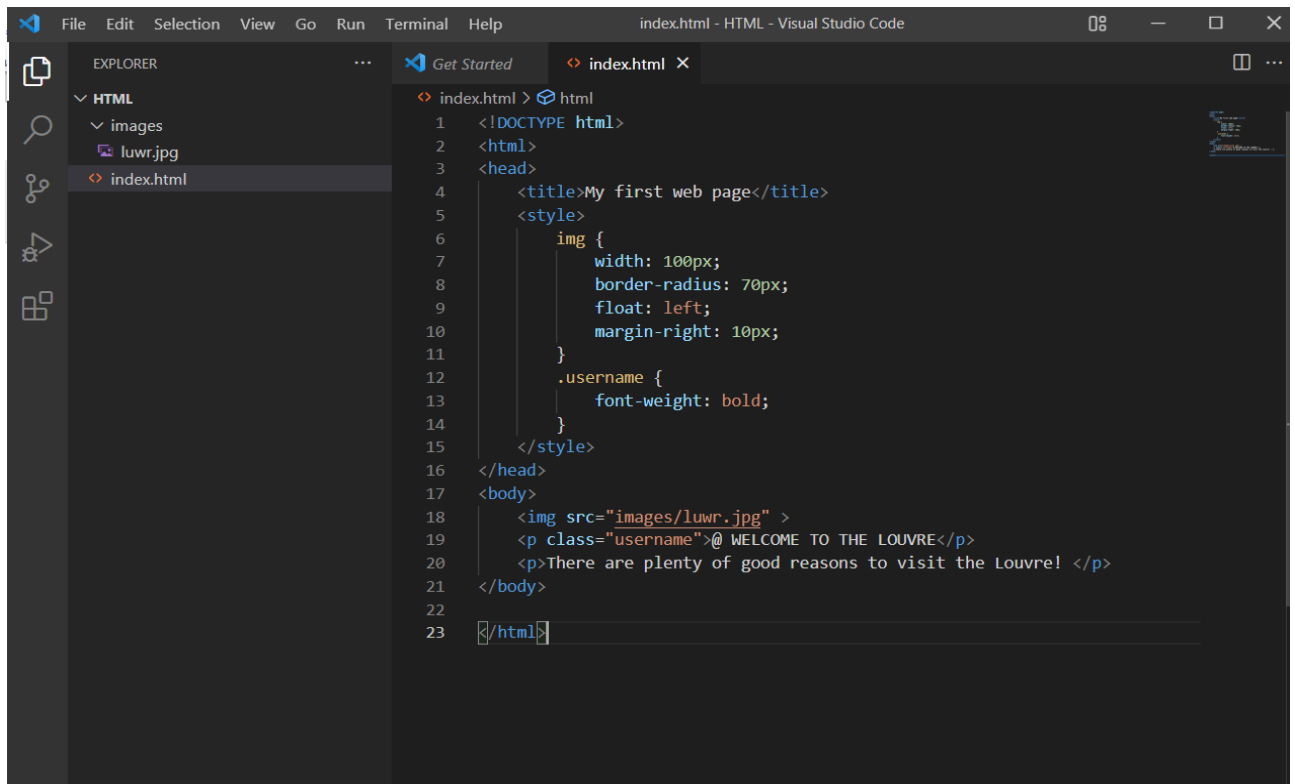 File Edit Selection View Go Run Terminal Help index.html - HTML - Visual Studio Code
EXPLORER
HTML
images
luwr.jpg
index.html
Get Started index.html
index.html > html
1 <!DOCTYPE html>
2 <html>
3 <head>
4 <title>My first web page</title>
5 <style>
6 img {
7 width: 100px;
8 border-radius: 70px;
9 float: left;
10 margin-right: 10px;
11 }
12 .username {
13 font-weight: bold;
14 }
15 </style>
16 </head>
17 <body>
18 <img src="images/luwr.jpg" >
19 <p class="username">@ WELCOME TO THE LOUVRE</p>
20 <p>There are plenty of good reasons to visit the Louvre! </p>
21 </body>
22
23 </html>